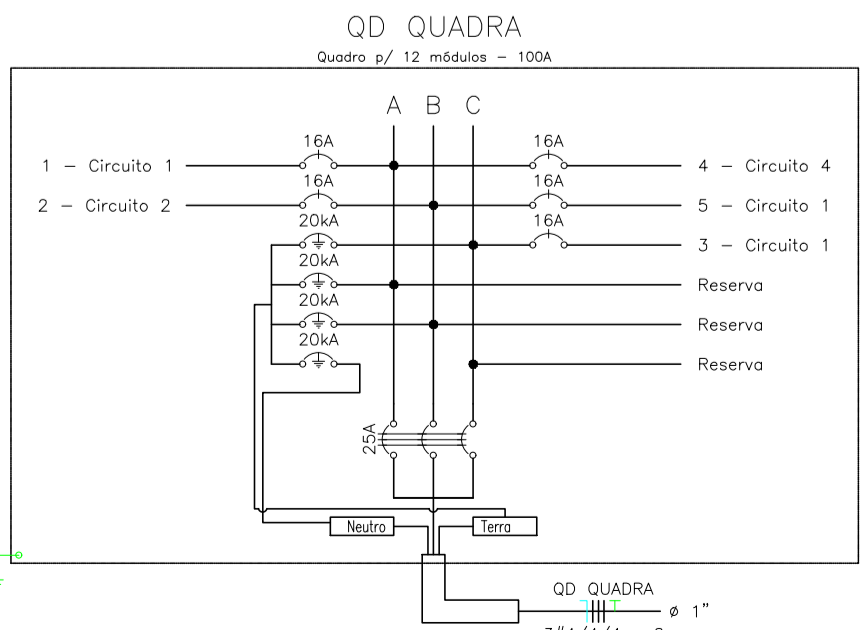 QD QUADRA
Quadro p/ 12 módulos - 100A
A B C
16A 16A
1 - Circuito 1 4 - Circuito 4
16A 16A
2 - Circuito 2 5 - Circuito 1
20kA 16A
3 - Circuito 1
20kA
Reserva
20kA
Reserva
20kA
Reserva
25A
Neutro Terra
QD QUADRA
ø 1"